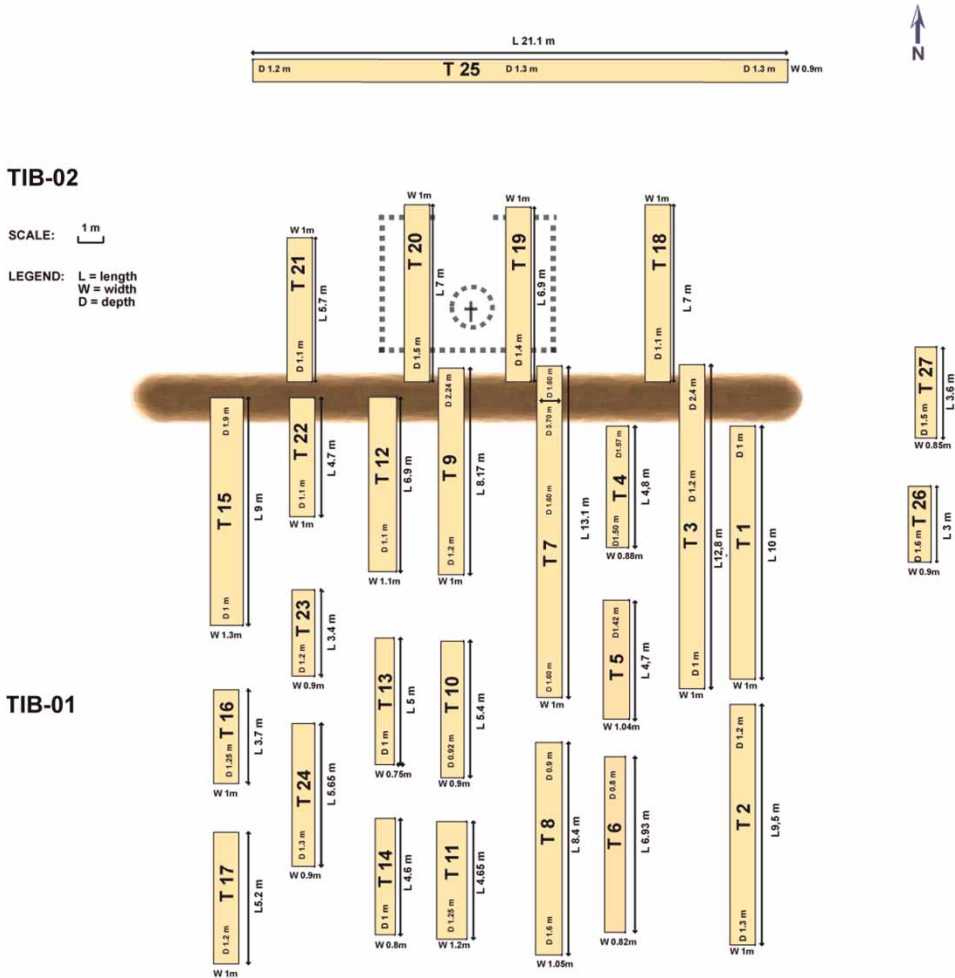 L 21.1 m
D 1.2 m T 25 D 1.3 m D 1.3 m W 0.9m
N
TIB-02
SCALE: 1 m
LEGEND: L = length
W = width
D = depth
W 1m
T 21
L 5.7 m
D 1.1 m
W 1m
T 20
L 7 m
D 1.5 m
W 1m
T 19
L 6.9 m
D 1.4 m
W 1m
T 18
L 7 m
D 1.1 m
T 27
L 3.6 m
D 1.5 m
W 0.85m
T 26
L 3 m
D 1.6 m
W 0.9m
D 1.9 m
T 15
L 9 m
D 1 m
W 1.3m
T 22
L 4.7 m
D 1.1 m
W 1m
T 12
L 6.9 m
D 1.1 m
W 1.1m
D 2.24 m
T 9
L 8.17 m
D 1.2 m
W 1m
D 1.60 m
D 3.70 m
D 1.60 m
T 7
L 13.1 m
D 1.60 m
W 1m
D1.57 m
T 4
L 4,8 m
D1.50 m
W 0.88m
D 2.4 m
D 1.2 m
T 3
L12,8 m
D 1 m
W 1m
D 1 m
T 1
L 10 m
W 1m
T 23
L 3.4 m
D 1.2 m
W 0.9m
T 13
L 5 m
D 1 m
W 0.75m
T 10
L 5.4 m
D 0.92 m
W 0.9m
D1.42 m
T 5
L 4,7 m
W 1.04m
TIB-01
T 16
L 3.7 m
D 1.25 m
W 1m
T 24
L 5.65 m
D 1.3 m
W 0.9m
D 0.9 m
T 8
L 8.4 m
D 1.6 m
W 1.05m
D 0.8 m
T 6
L 6.93 m
W 0.82m
D 1.2 m
T 2
L9,5 m
D 1.3 m
W 1m
T 17
L5.2 m
D 1.2 m
W 1m
T 14
L 4.6 m
D 1 m
W 0.8m
T 11
L 4.65 m
D 1.25 m
W 1.2m